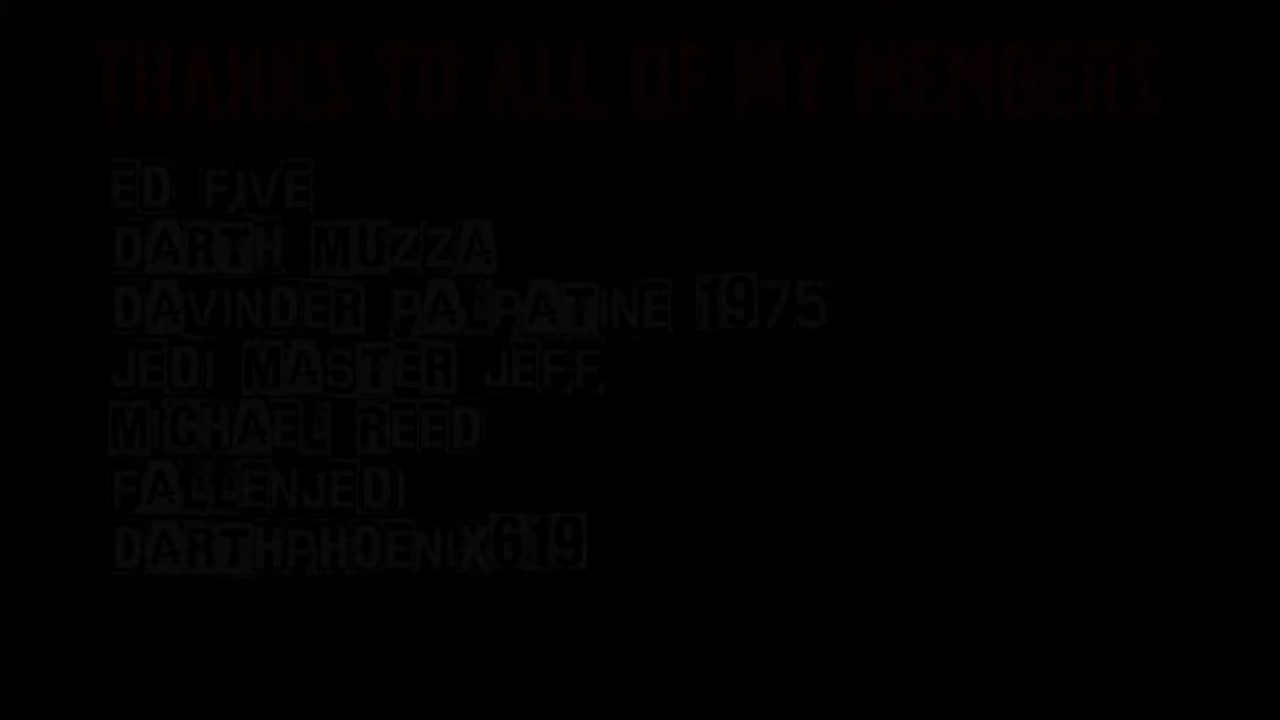 THANKS TO ALL OF MY MEMBERS
ED FIVE
DARTH MUZZA
DAVINDER PALPATINE 1975
JEDI MASTER JEFF,
MICHAEL REED
FALLENJEDI
DARTHPHOENIX619